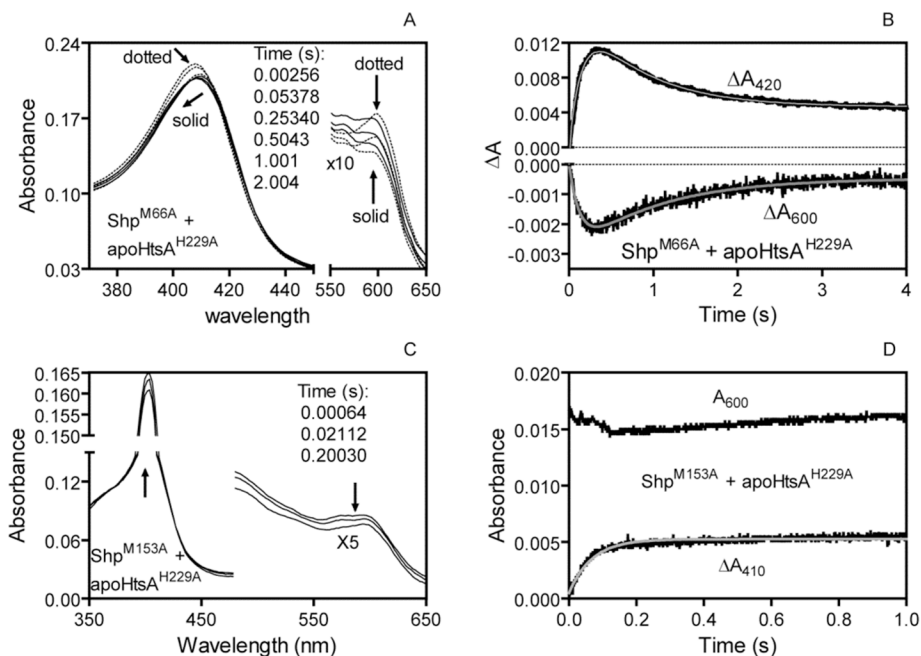 A
0.24
0.17
0.10
0.03
Absorbance
dotted
solid
Time (s):
0.00256
0.05378
0.25340
0.5043
1.001
2.004
dotted
x10
solid
Shp^M66A +
apoHtsA^H229A
380 400 420 440 550 600 650
wavelength
B
0.012
0.008
0.004
0.000
0.000
-0.001
-0.002
-0.003
ΔA
ΔA420
ΔA600
Shp^M66A + apoHtsA^H229A
0 1 2 3 4
Time (s)
C
0.165
0.160
0.155
0.150
0.12
0.06
0.00
Absorbance
Time (s):
0.00064
0.02112
0.20030
X5
Shp^M153A +
apoHtsA^H229A
350 450 550 650
Wavelength (nm)
D
0.020
0.015
0.010
0.005
0.000
Absorbance
A600
Shp^M153A + apoHtsA^H229A
ΔA410
0.0 0.2 0.4 0.6 0.8 1.0
Time (s)